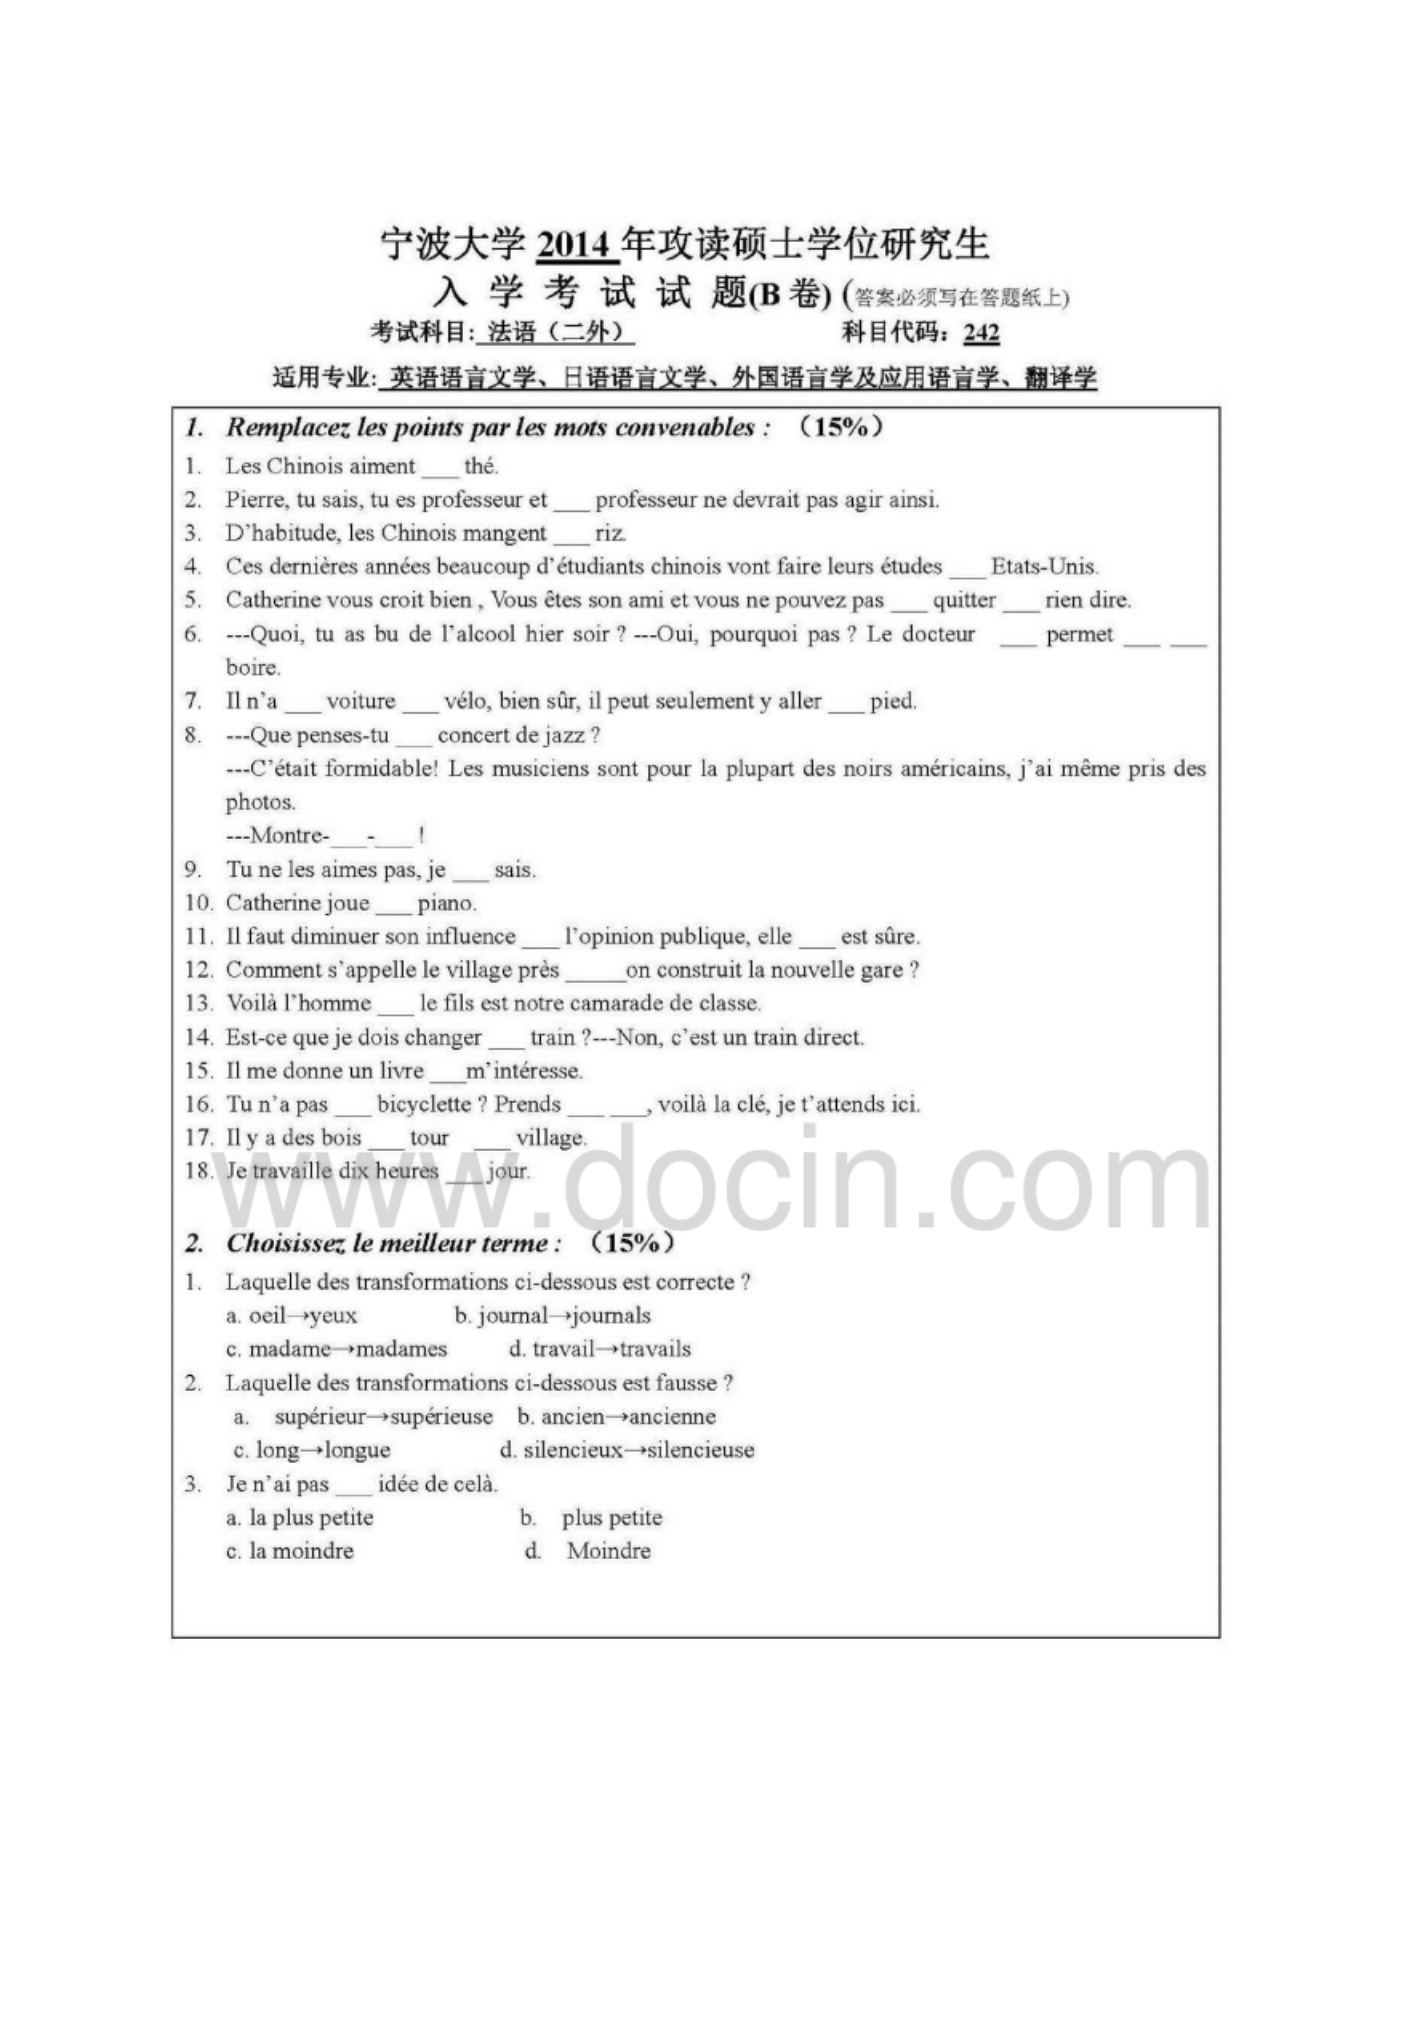 宁波大学 2014 年攻读硕士学位研究生
入 学 考 试 试 题(B 卷) (答案必须写在答题纸上)
考试科目: 法语（二外） 科目代码：242
适用专业: 英语语言文学、日语语言文学、外国语言学及应用语言学、翻译学
1. Remplacez les points par les mots convenables : （15%）
1. Les Chinois aiment ___ thé.
2. Pierre, tu sais, tu es professeur et ___ professeur ne devrait pas agir ainsi.
3. D’habitude, les Chinois mangent ___ riz.
4. Ces dernières années beaucoup d’étudiants chinois vont faire leurs études ___ Etats-Unis.
5. Catherine vous croit bien , Vous êtes son ami et vous ne pouvez pas ___ quitter ___ rien dire.
6. ---Quoi, tu as bu de l’alcool hier soir ? ---Oui, pourquoi pas ? Le docteur ___ permet ___ ___
boire.
7. Il n’a ___ voiture ___ vélo, bien sûr, il peut seulement y aller ___ pied.
8. ---Que penses-tu ___ concert de jazz ?
---C’était formidable! Les musiciens sont pour la plupart des noirs américains, j’ai même pris des
photos.
---Montre-___-___ !
9. Tu ne les aimes pas, je ___ sais.
10. Catherine joue ___ piano.
11. Il faut diminuer son influence ___ l’opinion publique, elle ___ est sûre.
12. Comment s’appelle le village près _____on construit la nouvelle gare ?
13. Voilà l’homme ___ le fils est notre camarade de classe.
14. Est-ce que je dois changer ___ train ?---Non, c’est un train direct.
15. Il me donne un livre ___m’intéresse.
16. Tu n’a pas ___ bicyclette ? Prends ___ ___, voilà la clé, je t’attends ici.
17. Il y a des bois ___ tour ___ village.
18. Je travaille dix heures ___ jour.
www.docin.com
2. Choisissez le meilleur terme : （15%）
1. Laquelle des transformations ci-dessous est correcte ?
a. oeil→yeux b. journal→journals
c. madame→madames d. travail→travails
2. Laquelle des transformations ci-dessous est fausse ?
a. supérieur→supérieuse b. ancien→ancienne
c. long→longue d. silencieux→silencieuse
3. Je n’ai pas ___ idée de celà.
a. la plus petite b. plus petite
c. la moindre d. Moindre